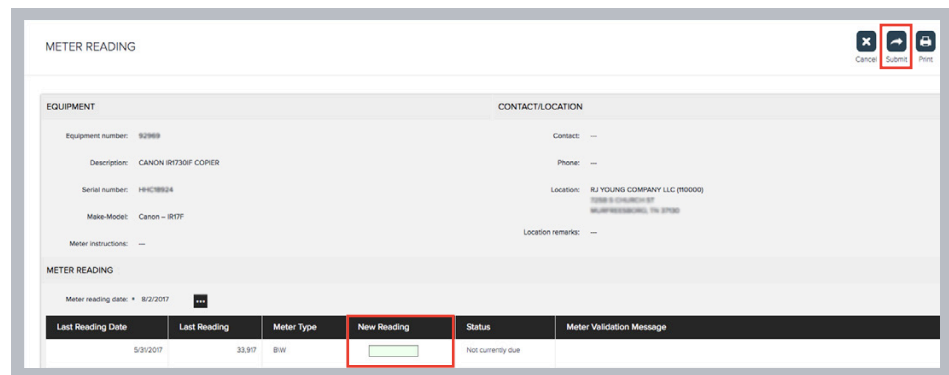 METER READING
Cancel Submit Print
EQUIPMENT CONTACT/LOCATION
Equipment number: Contact: ---
Description: CANON IR1730IF COPIER Phone: ---
Serial number: Location: RJ YOUNG COMPANY LLC (110000)
Make-Model: Canon – IR17F
Location remarks: ---
Meter instructions: ---
METER READING
Meter reading date: * 8/2/2017 ...
Last Reading Date Last Reading Meter Type New Reading Status Meter Validation Message
5/31/2017 33,917 B\W Not currently due